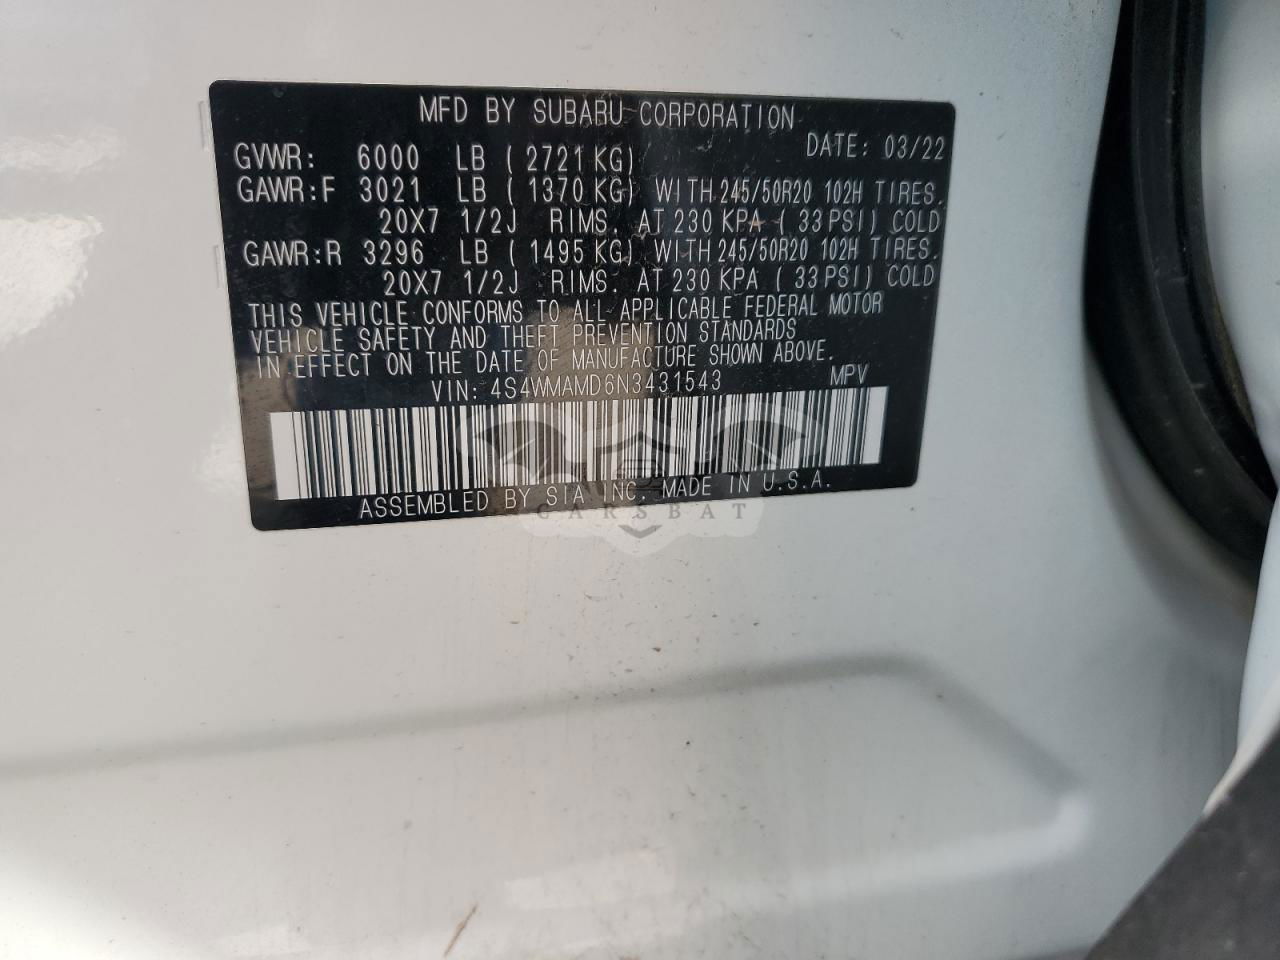 MFD BY SUBARU CORPORATION
DATE: 03/22
GVWR: 6000 LB ( 2721 KG)
GAWR:F 3021 LB ( 1370 KG) WITH 245/50R20 102H TIRES.
20X7 1/2J RIMS. AT 230 KPA ( 33 PSI) COLD
GAWR:R 3296 LB ( 1495 KG) WITH 245/50R20 102H TIRES.
20X7 1/2J RIMS. AT 230 KPA ( 33 PSI) COLD
THIS VEHICLE CONFORMS TO ALL APPLICABLE FEDERAL MOTOR
VEHICLE SAFETY AND THEFT PREVENTION STANDARDS
IN EFFECT ON THE DATE OF MANUFACTURE SHOWN ABOVE.
VIN: 4S4WMAMD6N3431543 MPV
ASSEMBLED BY SIA INC. MADE IN U.S.A.
CARSBAT